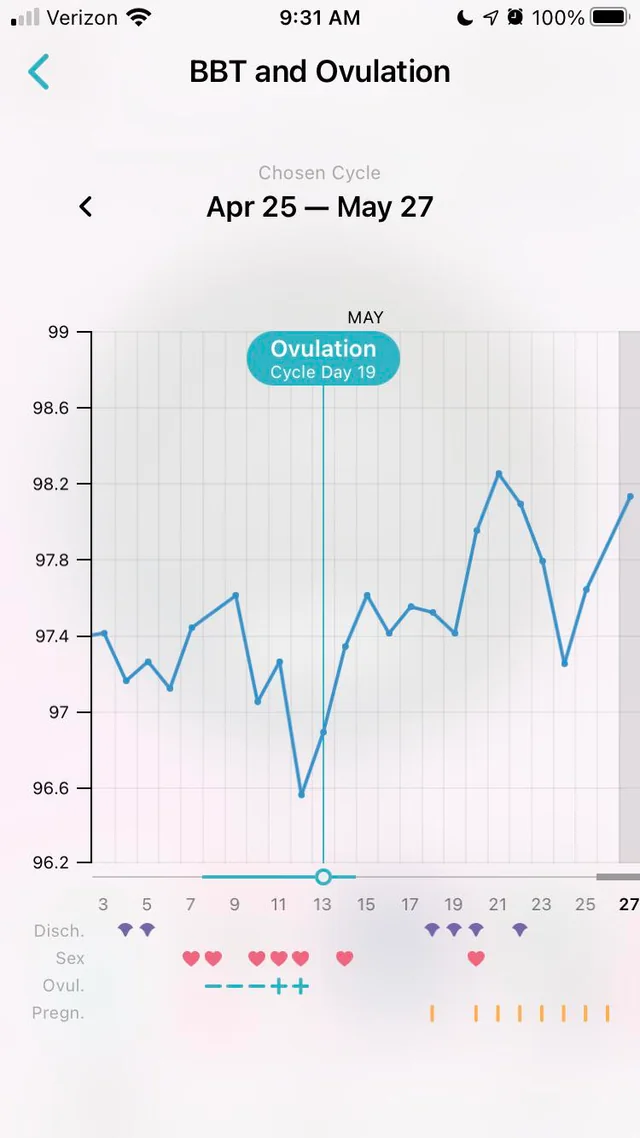 Verizon 9:31 AM 100%
BBT and Ovulation
Chosen Cycle
Apr 25 — May 27
MAY
99
Ovulation
Cycle Day 19
98.6
98.2
97.8
97.4
97
96.6
96.2
3 5 7 9 11 13 15 17 19 21 23 25 27
Disch.
Sex
Ovul.
Pregn.